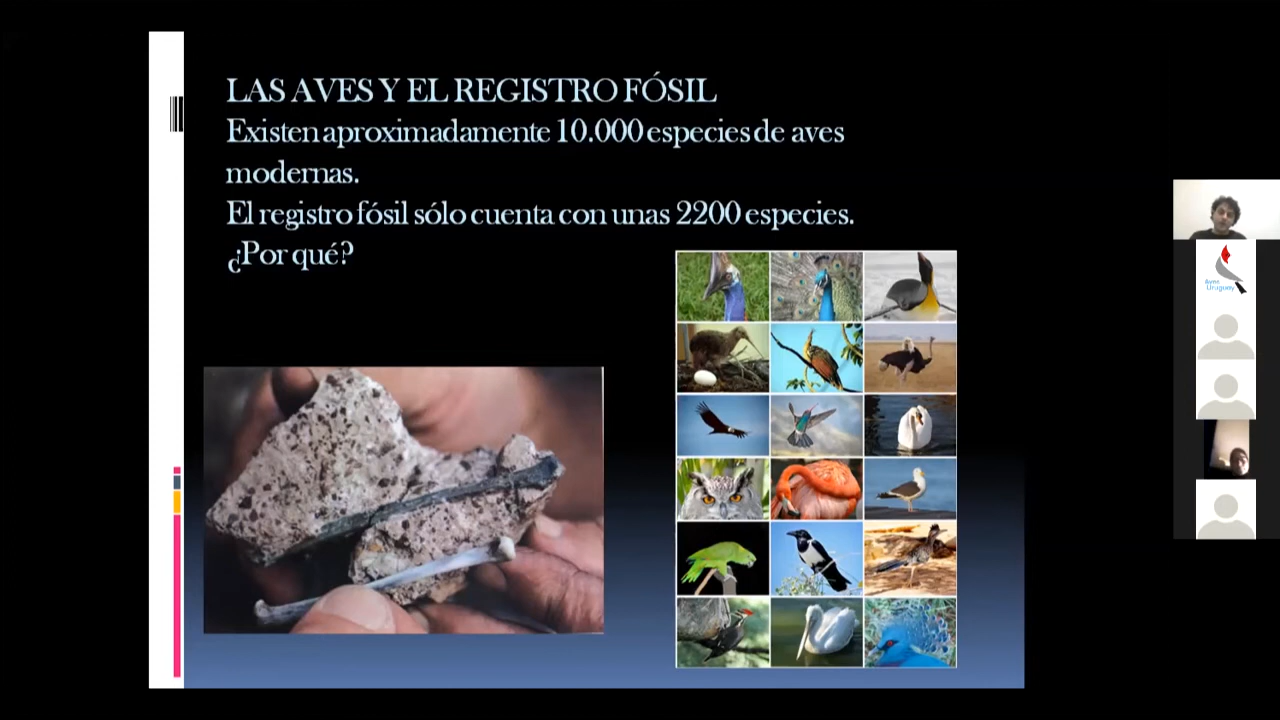 LAS AVES Y EL REGISTRO FÓSIL
Existen aproximadamente 10.000 especies de aves
modernas.
El registro fósil sólo cuenta con unas 2200 especies.
¿Por qué?
Uruguay